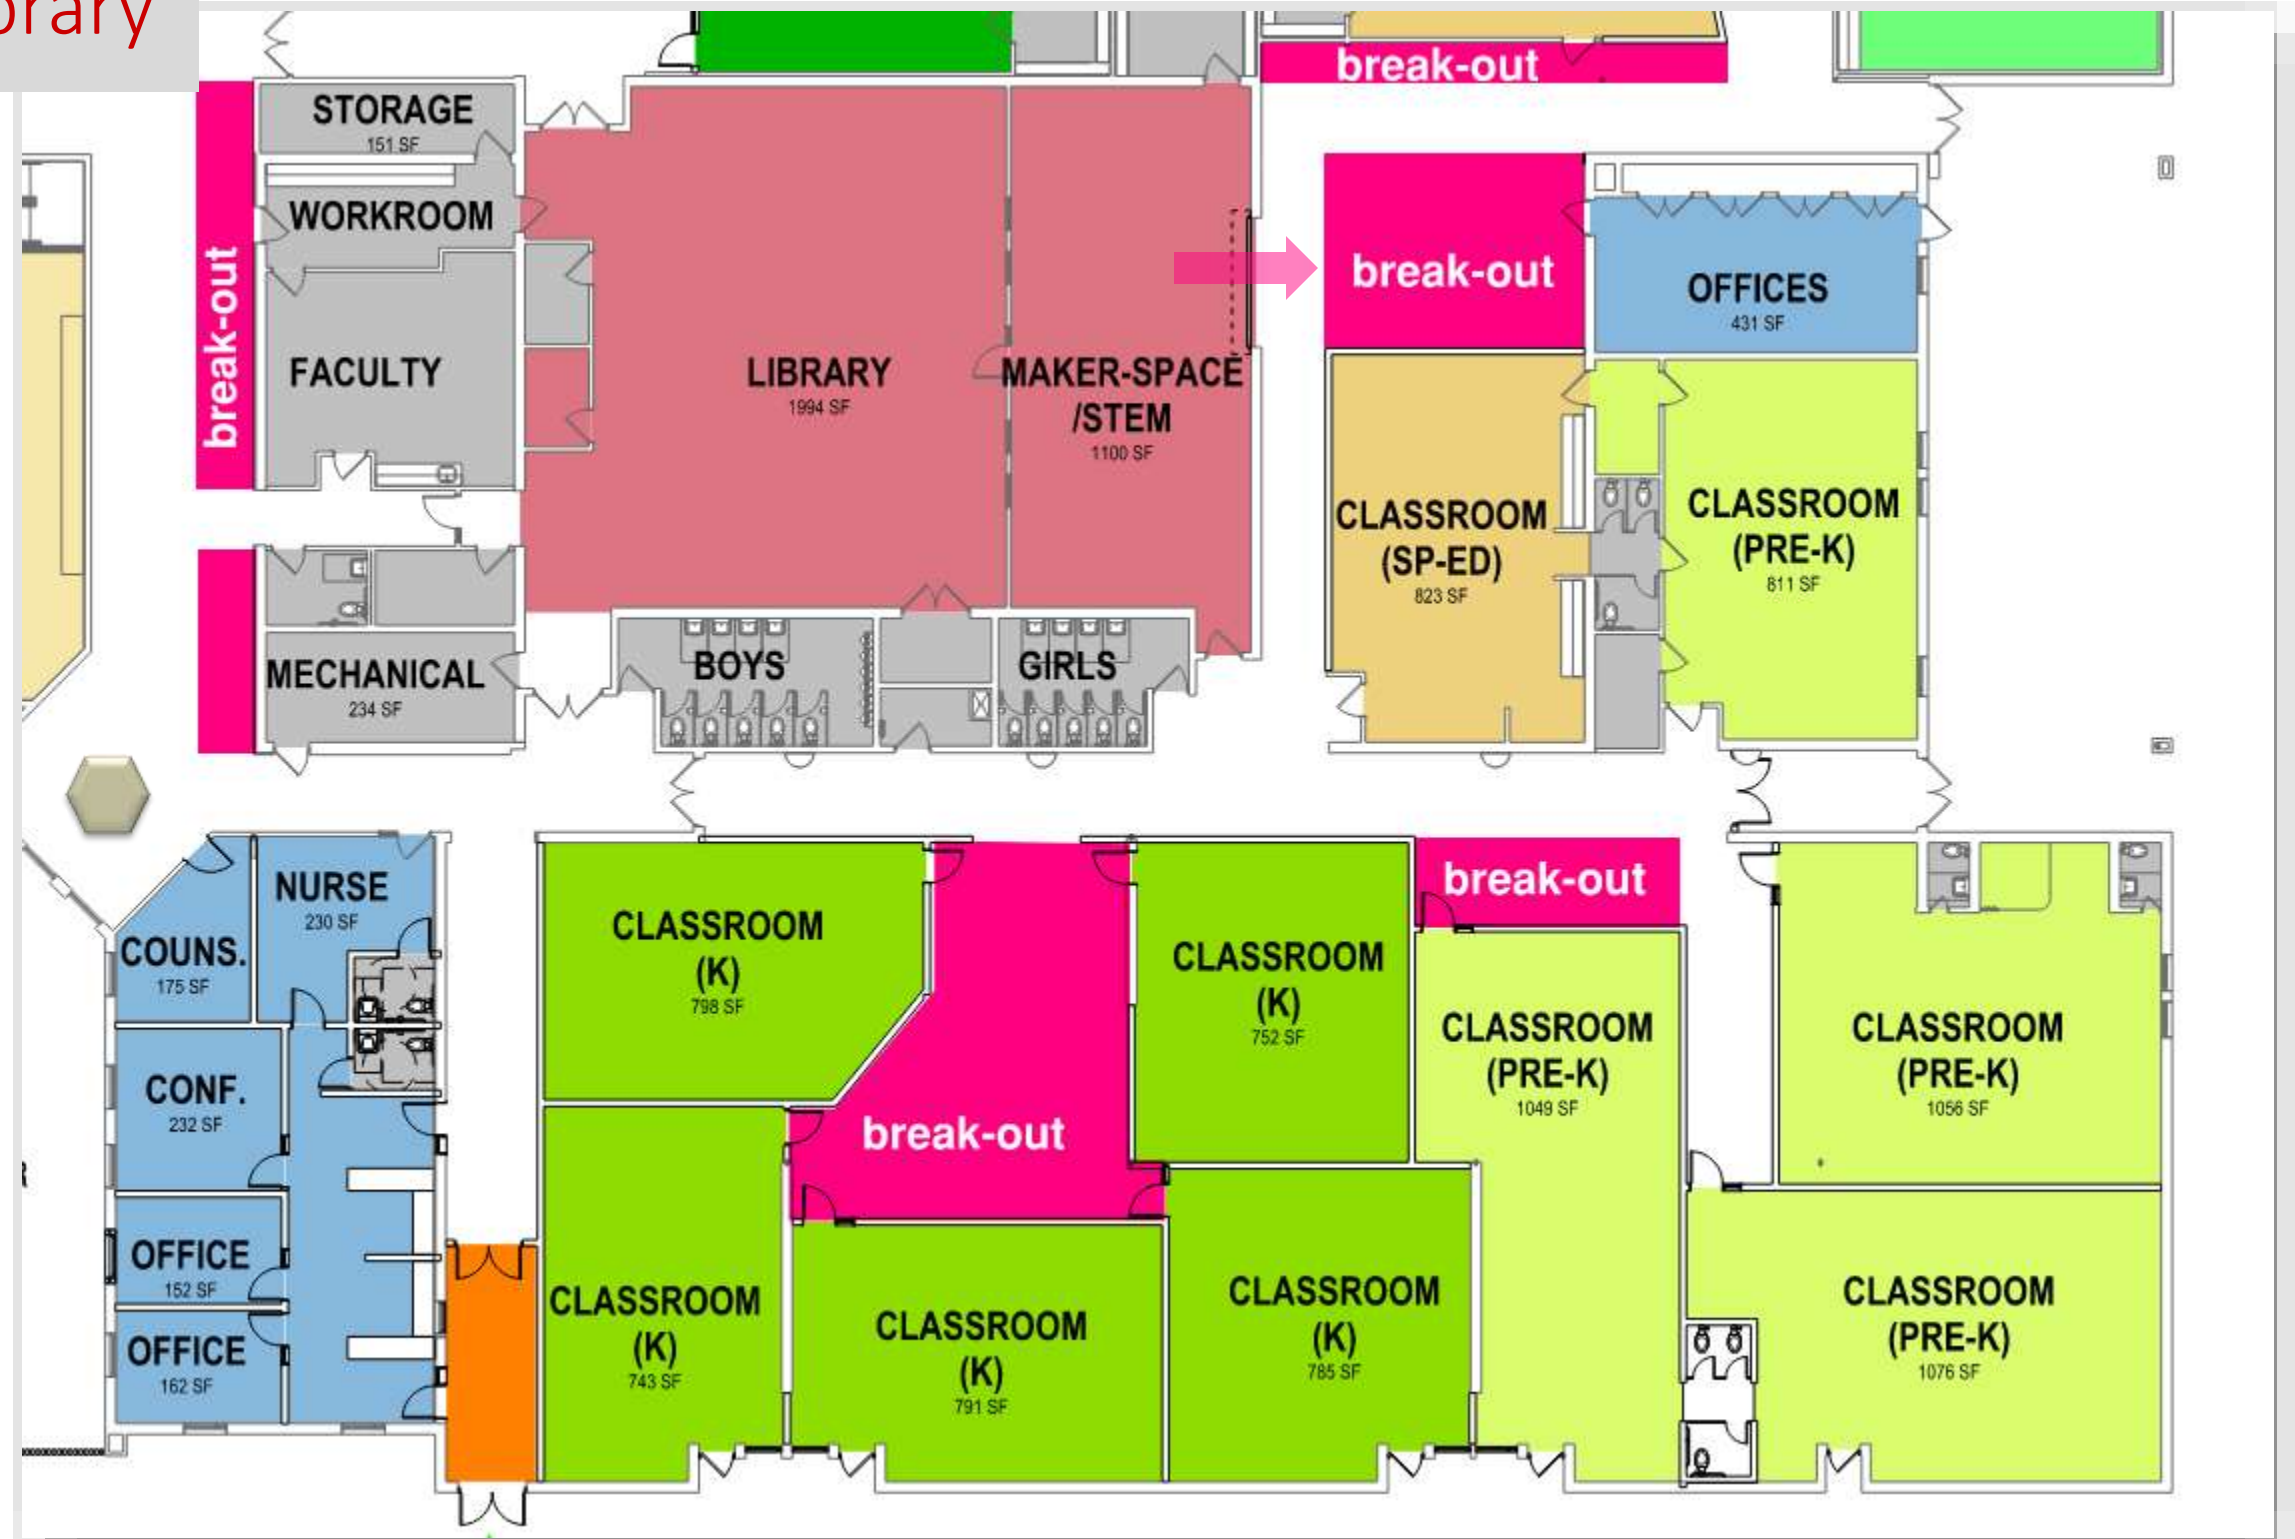 break-out
STORAGE
151 SF
WORKROOM
break-out
FACULTY
LIBRARY
1994 SF
MAKER-SPACE
/STEM
1100 SF
break-out
OFFICES
431 SF
CLASSROOM
(SP-ED)
823 SF
CLASSROOM
(PRE-K)
811 SF
MECHANICAL
234 SF
BOYS
GIRLS
COUNS.
175 SF
NURSE
230 SF
CONF.
232 SF
OFFICE
152 SF
OFFICE
162 SF
CLASSROOM
(K)
798 SF
CLASSROOM
(K)
743 SF
break-out
CLASSROOM
(K)
791 SF
CLASSROOM
(K)
752 SF
CLASSROOM
(K)
785 SF
break-out
CLASSROOM
(PRE-K)
1049 SF
CLASSROOM
(PRE-K)
1056 SF
CLASSROOM
(PRE-K)
1076 SF